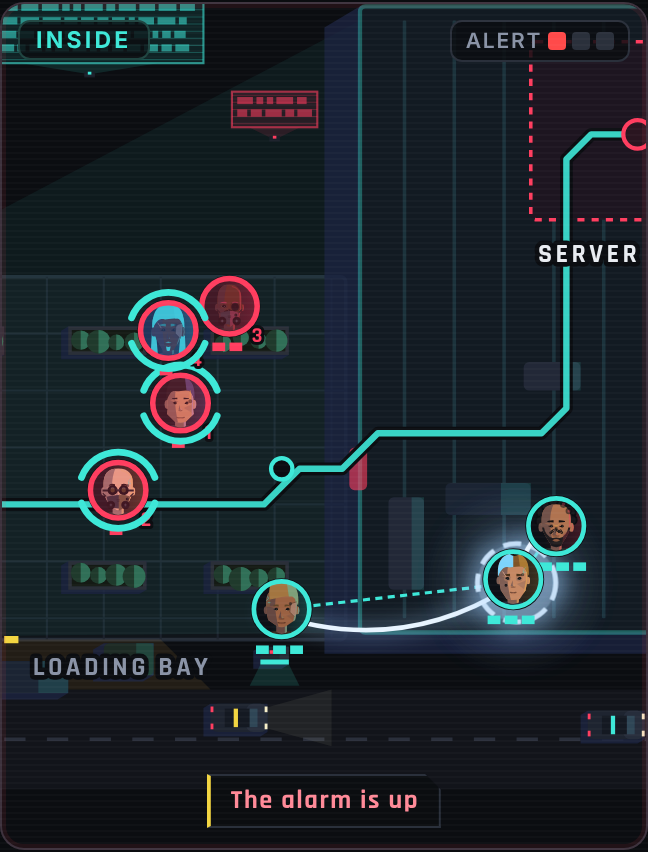 INSIDE
ALERT
SERVER
3
LOADING BAY
The alarm is up